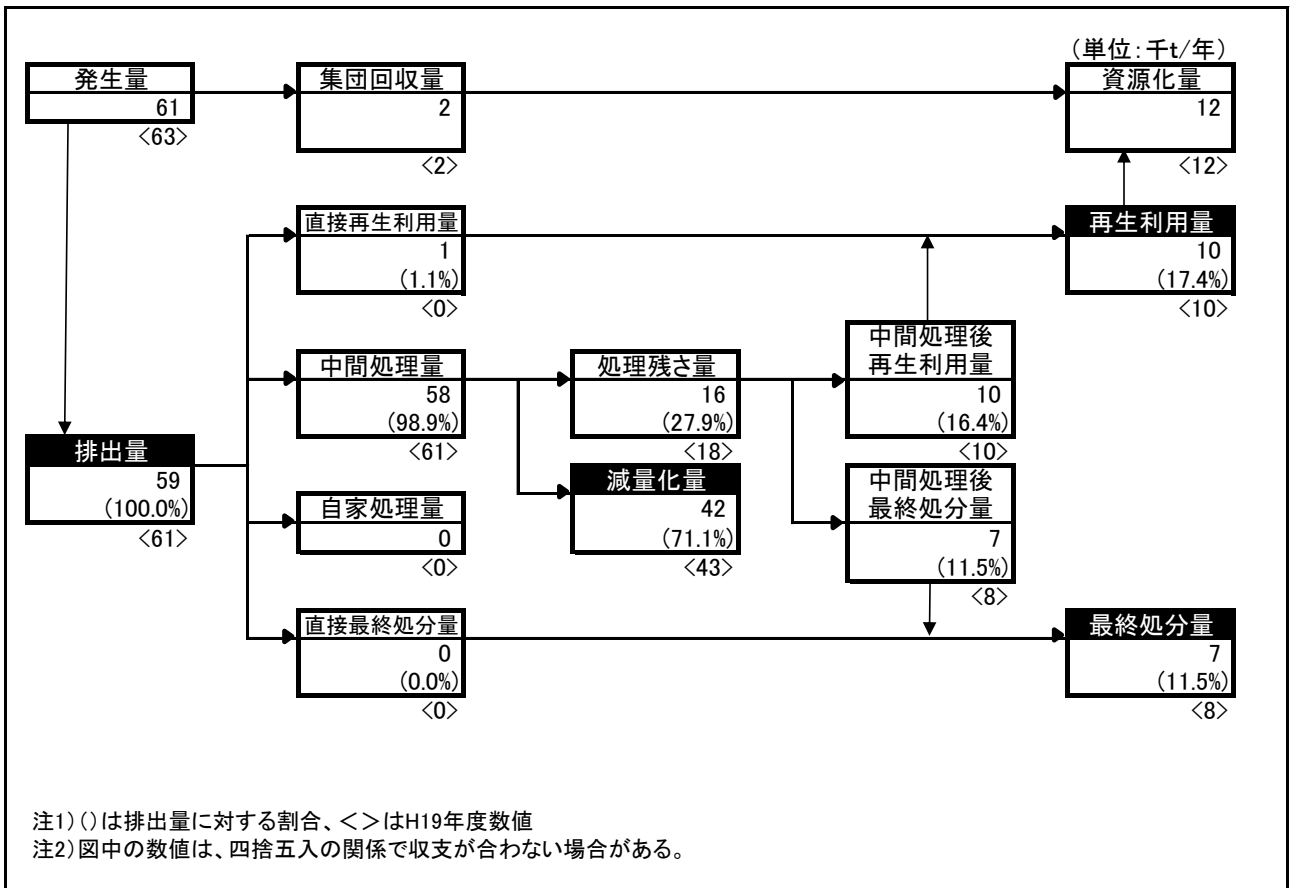 (単位:千t/年)
発生量
61
<63>
集団回収量
2
<2>
資源化量
12
<12>
直接再生利用量
1
(1.1%)
<0>
再生利用量
10
(17.4%)
<10>
中間処理量
58
(98.9%)
<61>
処理残さ量
16
(27.9%)
<18>
中間処理後
再生利用量
10
(16.4%)
<10>
排出量
59
(100.0%)
<61>
減量化量
42
(71.1%)
<43>
中間処理後
最終処分量
7
(11.5%)
<8>
自家処理量
0
<0>
直接最終処分量
0
(0.0%)
<0>
最終処分量
7
(11.5%)
<8>
注1)()は排出量に対する割合、<>はH19年度数値
注2)図中の数値は、四捨五入の関係で収支が合わない場合がある。